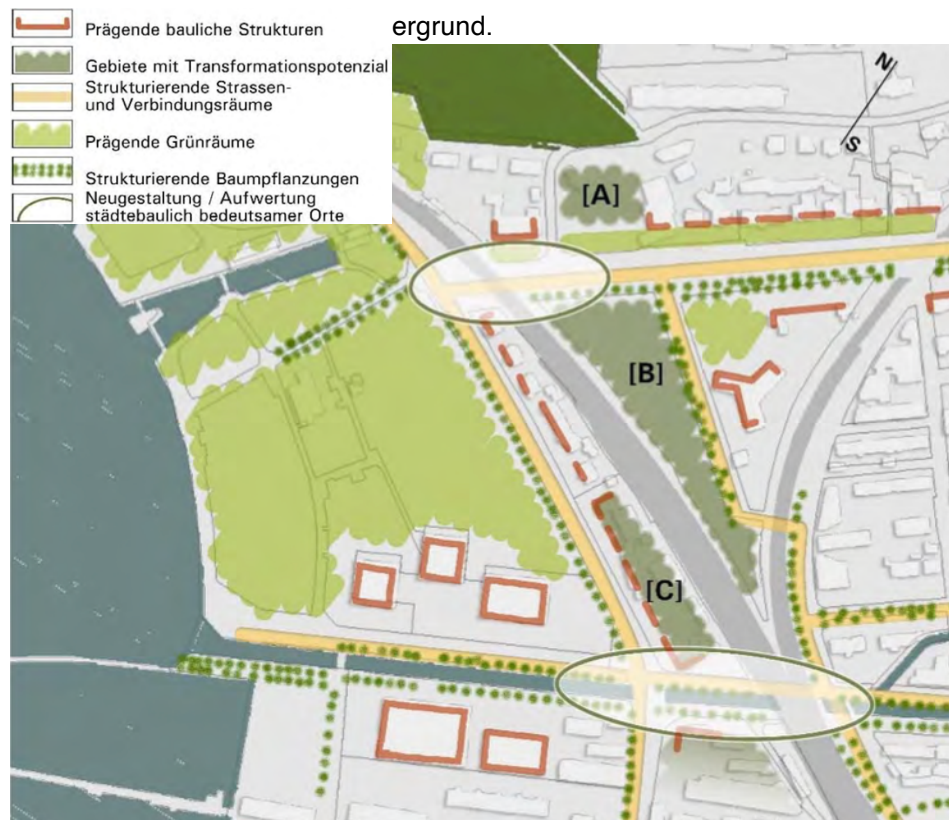 ergrund.
Prägende bauliche Strukturen
Gebiete mit Transformationspotenzial
Strukturierende Strassen-
und Verbindungsräume
Prägende Grünräume
Strukturierende Baumpflanzungen
Neugestaltung / Aufwertung
städtebaulich bedeutsamer Orte
N
S
[A]
[B]
[C]